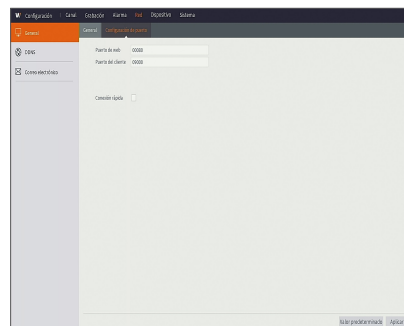 Configuración Canal Grabación Alarma Red Dispositivo Sistema
General
General Configuración de puerto
DDNS
Correo electrónico
Puerto de web 00080
Puerto del cliente 09000
Conexión rápida
Valor predeterminado Aplicar